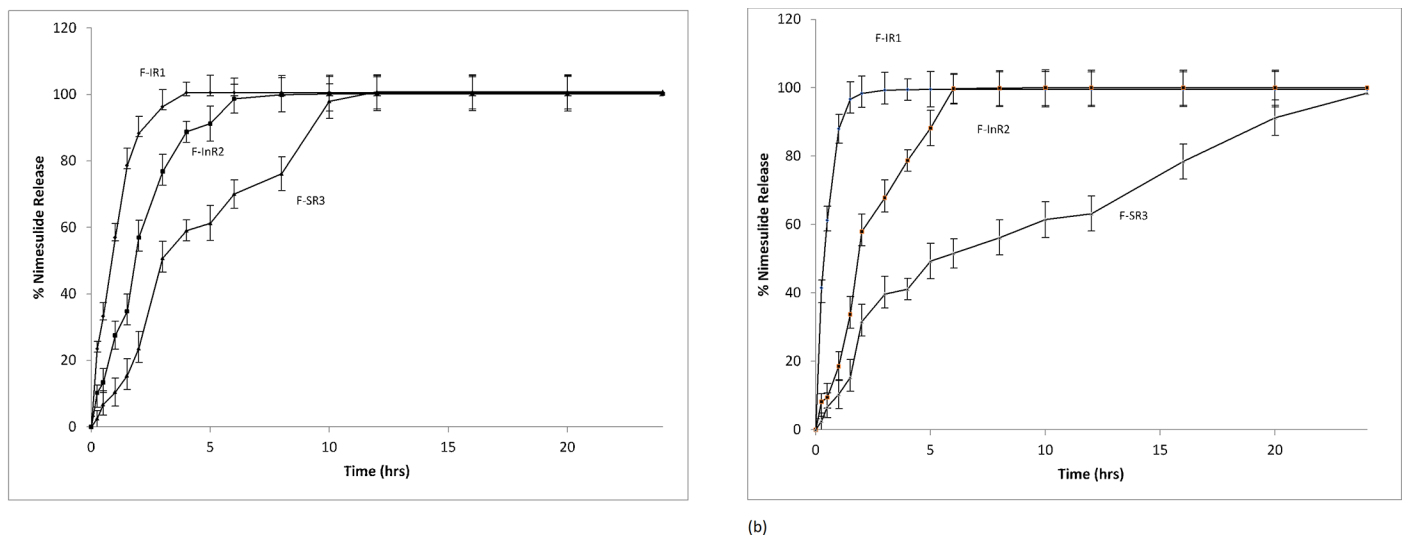 120
100
80
60
40
20
0
% Nimesulide Release
F-IR1
F-InR2
F-SR3
0 5 10 15 20
Time (hrs)
120
100
80
60
40
20
0
% Nimesulide Release
F-IR1
F-InR2
F-SR3
0 5 10 15 20
Time (hrs)
(b)